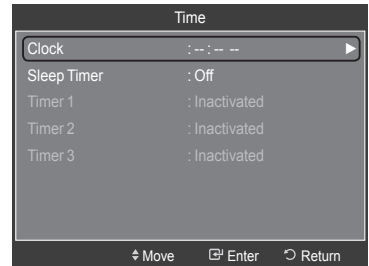 Time
Clock : -- : -- --
Sleep Timer : Off
Timer 1 : Inactivated
Timer 2 : Inactivated
Timer 3 : Inactivated
Move Enter Return